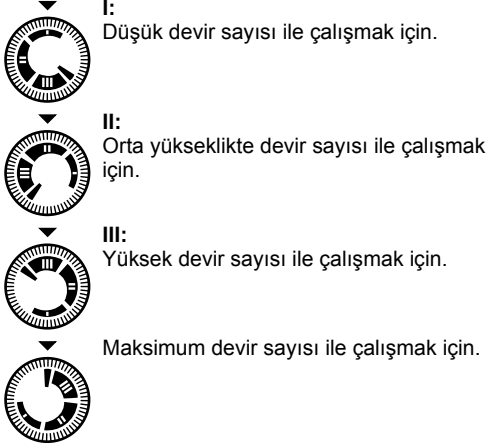 I:
Düşük devir sayısı ile çalışmak için.
II:
Orta yükseklikte devir sayısı ile çalışmak
için.
III:
Yüksek devir sayısı ile çalışmak için.
Maksimum devir sayısı ile çalışmak için.